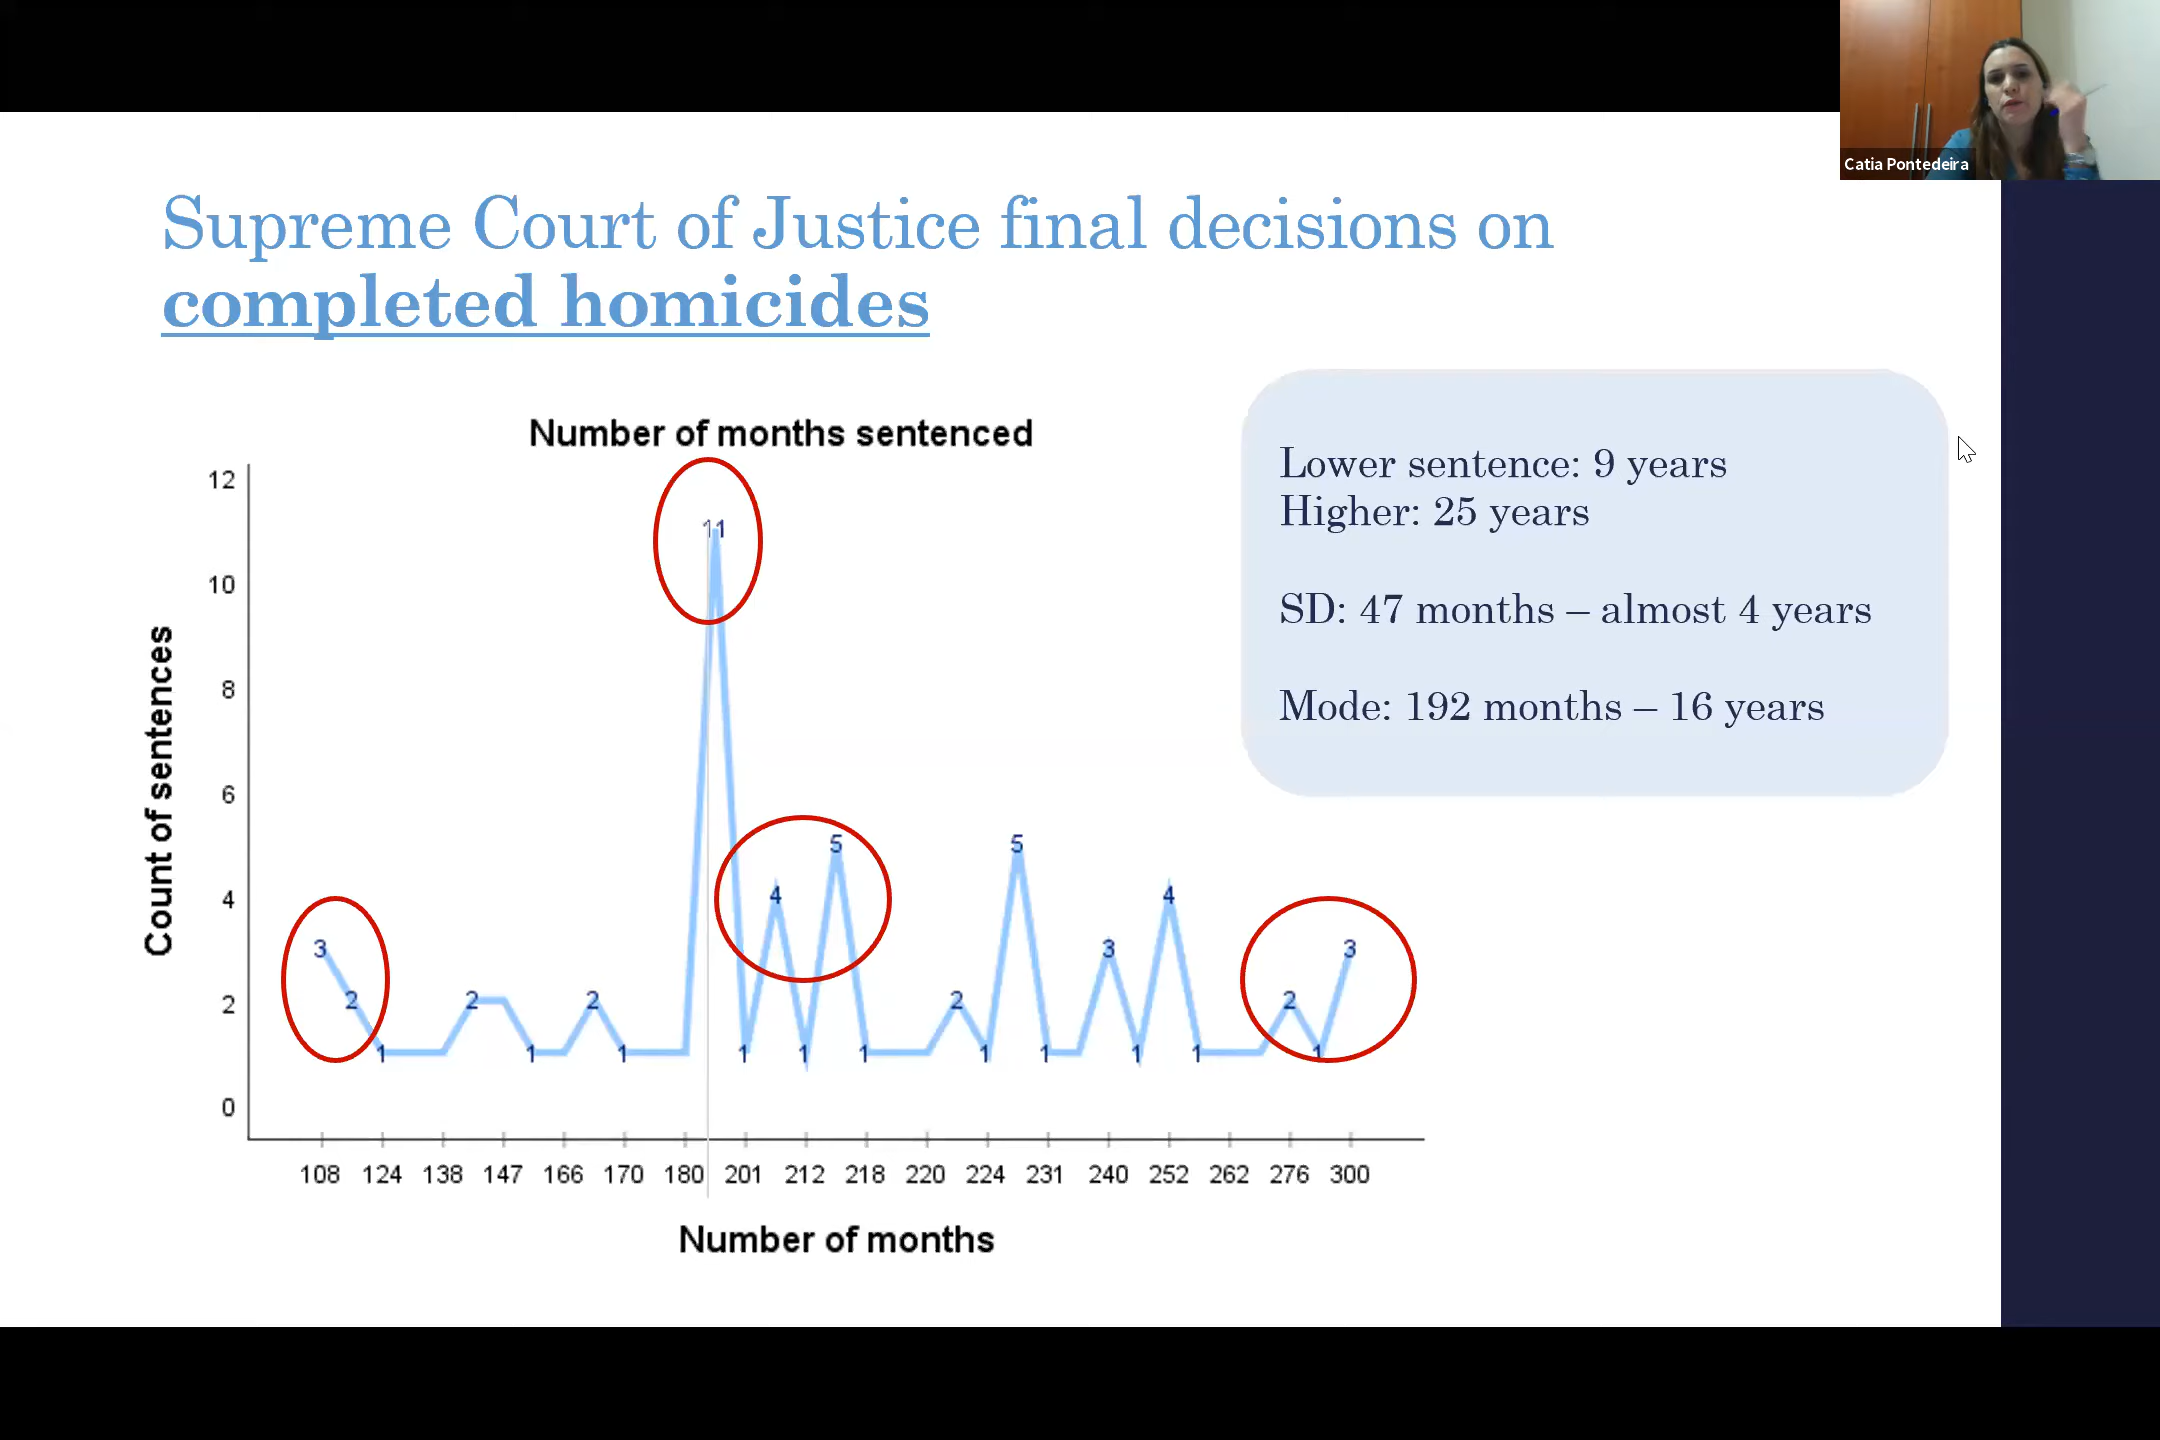 Catia Pontedeira
Supreme Court of Justice final decisions on
completed homicides
Number of months sentenced
Count of sentences
12
10
8
6
4
2
0
3
2
1
2
1
2
1
11
1
4
1
5
1
2
1
5
1
3
1
4
1
2
1
3
108 124 138 147 166 170 180 201 212 218 220 224 231 240 252 262 276 300
Number of months
Lower sentence: 9 years
Higher: 25 years
SD: 47 months – almost 4 years
Mode: 192 months – 16 years